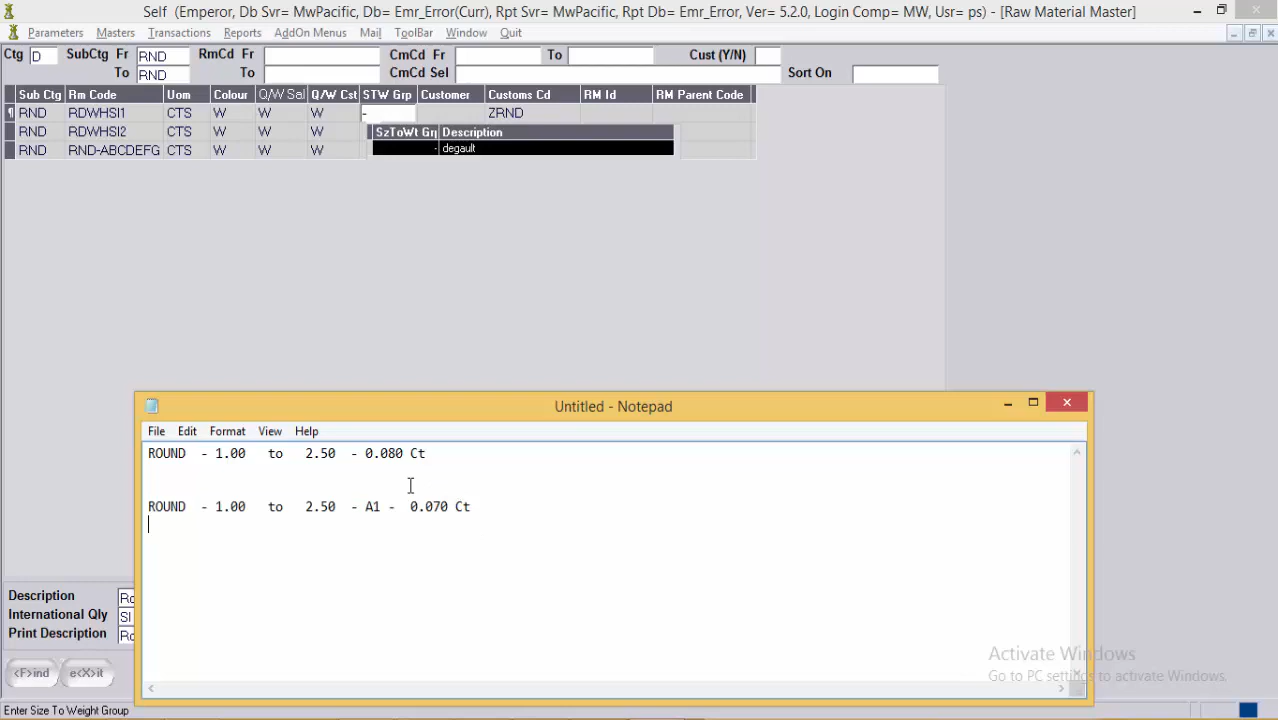 Self (Emperor, Db Svr= MwPacific, Db= Emr_Error(Curr), Rpt Svr= MwPacific, Rpt Db= Emr_Error, Ver= 5.2.0, Login Comp= MW, Usr= ps) - [Raw Material Master]
Parameters Masters Transactions Reports AddOn Menus Mail ToolBar Window Quit
Ctg D SubCtg Fr RND RmCd Fr CmCd Fr To Cust (Y/N)
To RND To CmCd Sel Sort On
Sub Ctg Rm Code Uom Colour Q/W Sal Q/W Cst STW Grp Customer Customs Cd RM Id RM Parent Code
RND RDWHSI1 CTS W W W - ZRND
RND RDWHSI2 CTS W W W SzToWt Grp Description
RND RND-ABCDEFG CTS W W W - degault
Untitled - Notepad
File Edit Format View Help
ROUND - 1.00 to 2.50 - 0.080 Ct
ROUND - 1.00 to 2.50 - A1 - 0.070 Ct
Description
International Qly SI
Print Description
<F>ind e<X>it
Activate Windows
Go to PC settings to activate Windows.
Enter Size To Weight Group